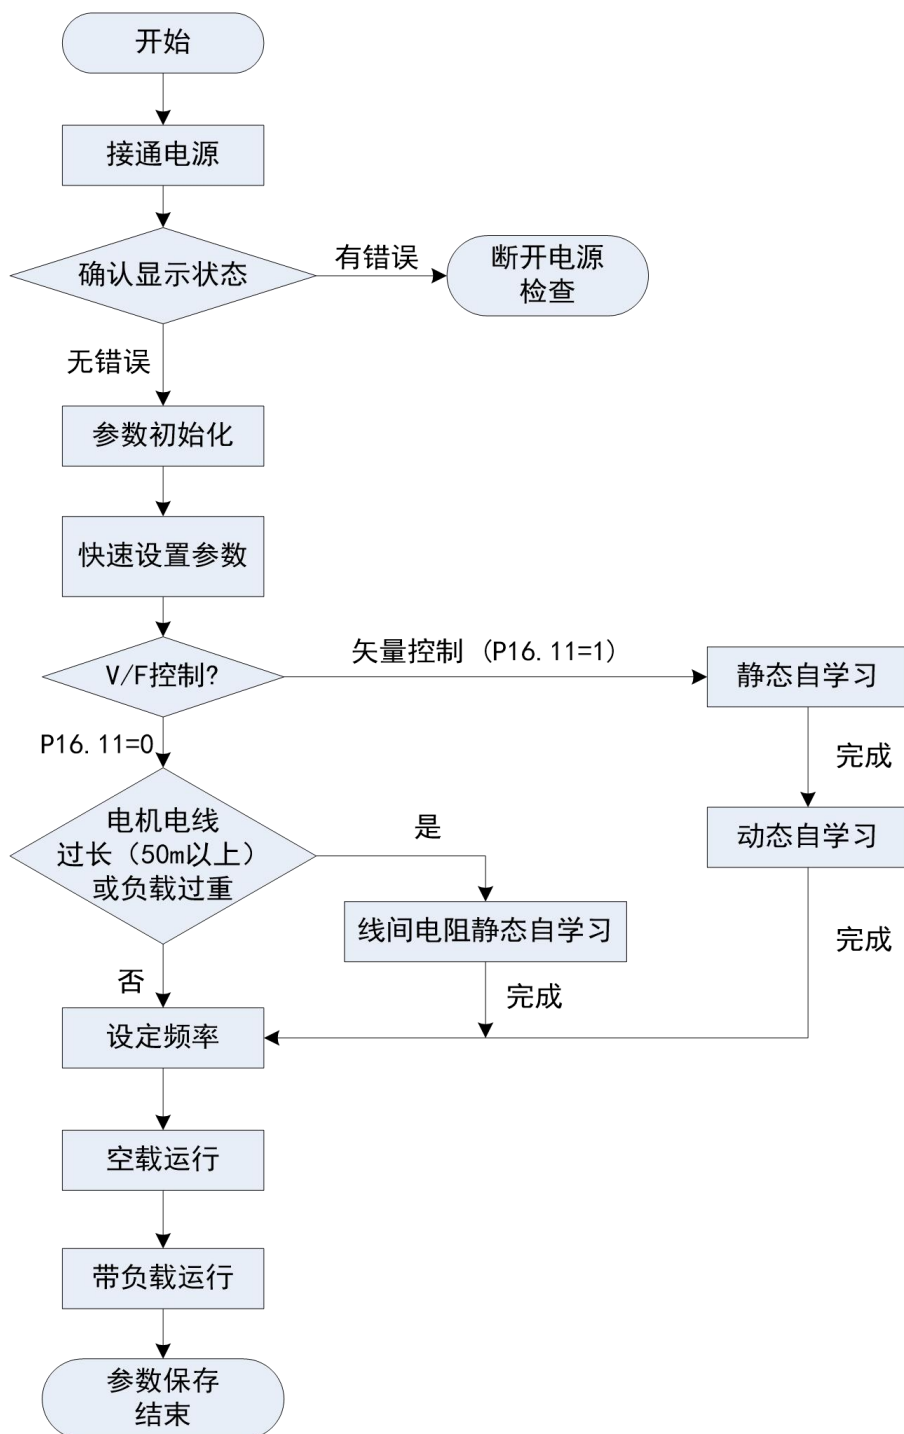 开始
接通电源
确认显示状态
有错误
断开电源
检查
无错误
参数初始化
快速设置参数
V/F控制?
矢量控制 (P16.11=1)
静态自学习
P16.11=0
完成
电机电线
过长（50m以上）
或负载过重
是
动态自学习
线间电阻静态自学习
完成
否
完成
设定频率
空载运行
带负载运行
参数保存
结束